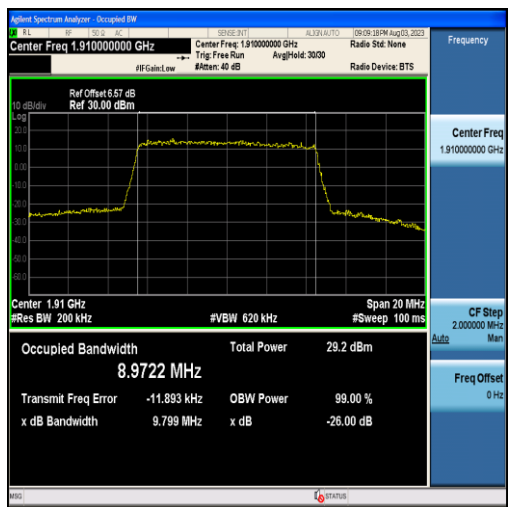 Agilent Spectrum Analyzer - Occupied BW
RL RF 50 Ω AC SENSE:INT ALIGN AUTO 09:09:18PM Aug 03, 2023
Center Freq 1.910000000 GHz
Center Freq: 1.910000000 GHz
Radio Std: None
Trig: Free Run Avg|Hold: 30/30
#IFGain:Low
#Atten: 40 dB
Radio Device: BTS
Frequency
Ref Offset 6.57 dB
10 dB/div Ref 30.00 dBm
Log
20.0
10.0
0.00
-10.0
-20.0
-30.0
-40.0
-50.0
-60.0
Center Freq
1.910000000 GHz
Center 1.91 GHz Span 20 MHz
#Res BW 200 kHz #VBW 620 kHz #Sweep 100 ms
CF Step
2.000000 MHz
Auto Man
Occupied Bandwidth Total Power 29.2 dBm
8.9722 MHz
Transmit Freq Error -11.893 kHz OBW Power 99.00 %
x dB Bandwidth 9.799 MHz x dB -26.00 dB
Freq Offset
0 Hz
MSG STATUS